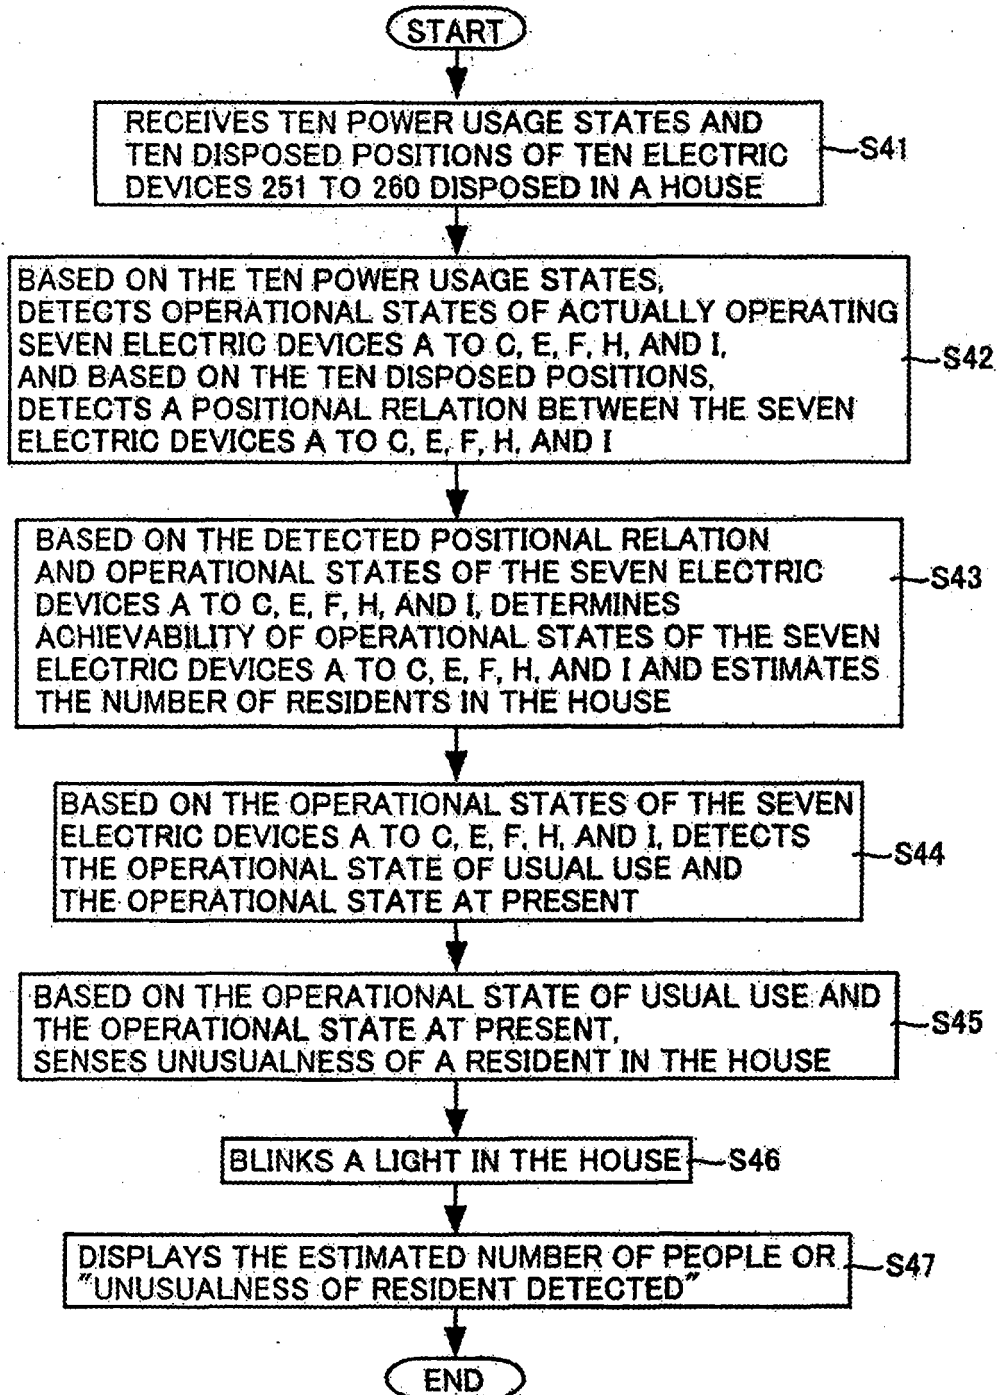 START
RECEIVES TEN POWER USAGE STATES AND
TEN DISPOSED POSITIONS OF TEN ELECTRIC
DEVICES 251 TO 260 DISPOSED IN A HOUSE
S41
BASED ON THE TEN POWER USAGE STATES,
DETECTS OPERATIONAL STATES OF ACTUALLY OPERATING
SEVEN ELECTRIC DEVICES A TO C, E, F, H, AND I,
AND BASED ON THE TEN DISPOSED POSITIONS,
DETECTS A POSITIONAL RELATION BETWEEN THE SEVEN
ELECTRIC DEVICES A TO C, E, F, H, AND I
S42
BASED ON THE DETECTED POSITIONAL RELATION
AND OPERATIONAL STATES OF THE SEVEN ELECTRIC
DEVICES A TO C, E, F, H, AND I, DETERMINES
ACHIEVABILITY OF OPERATIONAL STATES OF THE SEVEN
ELECTRIC DEVICES A TO C, E, F, H, AND I AND ESTIMATES
THE NUMBER OF RESIDENTS IN THE HOUSE
S43
BASED ON THE OPERATIONAL STATES OF THE SEVEN
ELECTRIC DEVICES A TO C, E, F, H, AND I, DETECTS
THE OPERATIONAL STATE OF USUAL USE AND
THE OPERATIONAL STATE AT PRESENT
S44
BASED ON THE OPERATIONAL STATE OF USUAL USE AND
THE OPERATIONAL STATE AT PRESENT,
SENSES UNUSUALNESS OF A RESIDENT IN THE HOUSE
S45
BLINKS A LIGHT IN THE HOUSE
S46
DISPLAYS THE ESTIMATED NUMBER OF PEOPLE OR
"UNUSUALNESS OF RESIDENT DETECTED"
S47
END